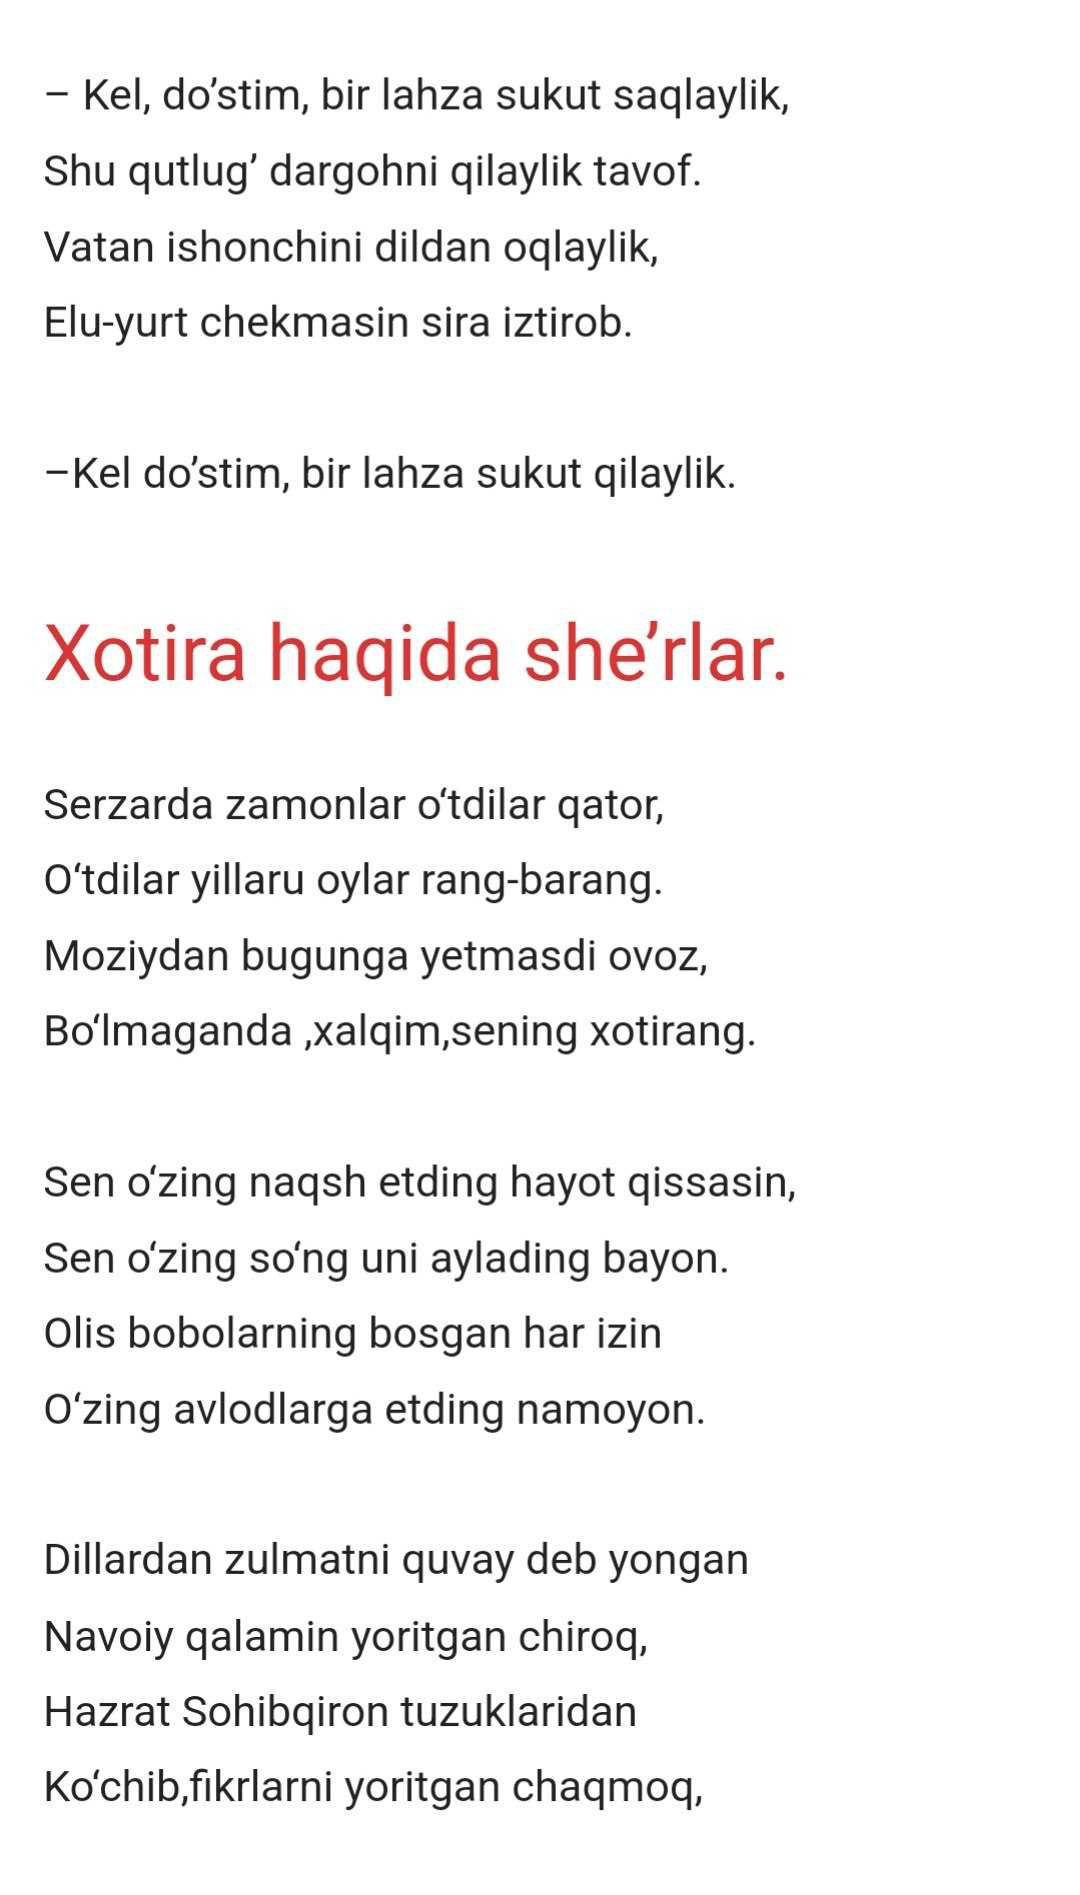 – Kel, do’stim, bir lahza sukut saqlaylik,
Shu qutlug’ dargohni qilaylik tavof.
Vatan ishonchini dildan oqlaylik,
Elu-yurt chekmasin sira iztirob.
–Kel do’stim, bir lahza sukut qilaylik.
Xotira haqida she’rlar.
Serzarda zamonlar o‘tdilar qator,
O‘tdilar yillaru oylar rang-barang.
Moziydan bugunga yetmasdi ovoz,
Bo‘lmaganda ,xalqim,sening xotirang.
Sen o‘zing naqsh etding hayot qissasin,
Sen o‘zing so‘ng uni aylading bayon.
Olis bobolarning bosgan har izin
O‘zing avlodlarga etding namoyon.
Dillardan zulmatni quvay deb yongan
Navoiy qalamin yoritgan chiroq,
Hazrat Sohibqiron tuzuklaridan
Ko‘chib,fikrlarni yoritgan chaqmoq,